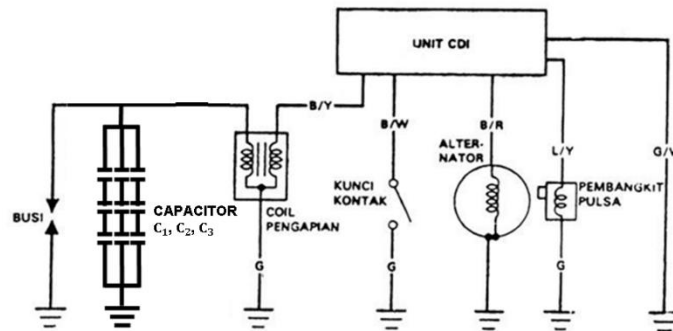 UNIT CDI
B/Y
B/W
B/R
L/Y
G/Y
ALTER-
NATOR
KUNCI
KONTAK
PEMBANGKIT
PULSA
BUSI
CAPACITOR
C₁, C₂, C₃
COIL
PENGAPIAN
G
G
G